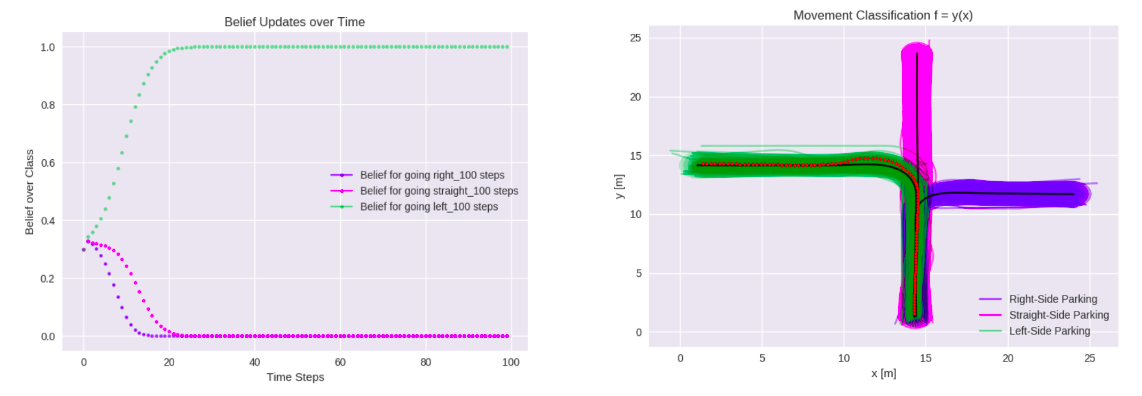 Belief Updates over Time
Belief over Class
1.0
0.8
0.6
0.4
0.2
0.0
Belief for going right_100 steps
Belief for going straight_100 steps
Belief for going left_100 steps
0 20 40 60 80 100
Time Steps
Movement Classification f = y(x)
y [m]
25
20
15
10
5
0
Right-Side Parking
Straight-Side Parking
Left-Side Parking
0 5 10 15 20 25
x [m]